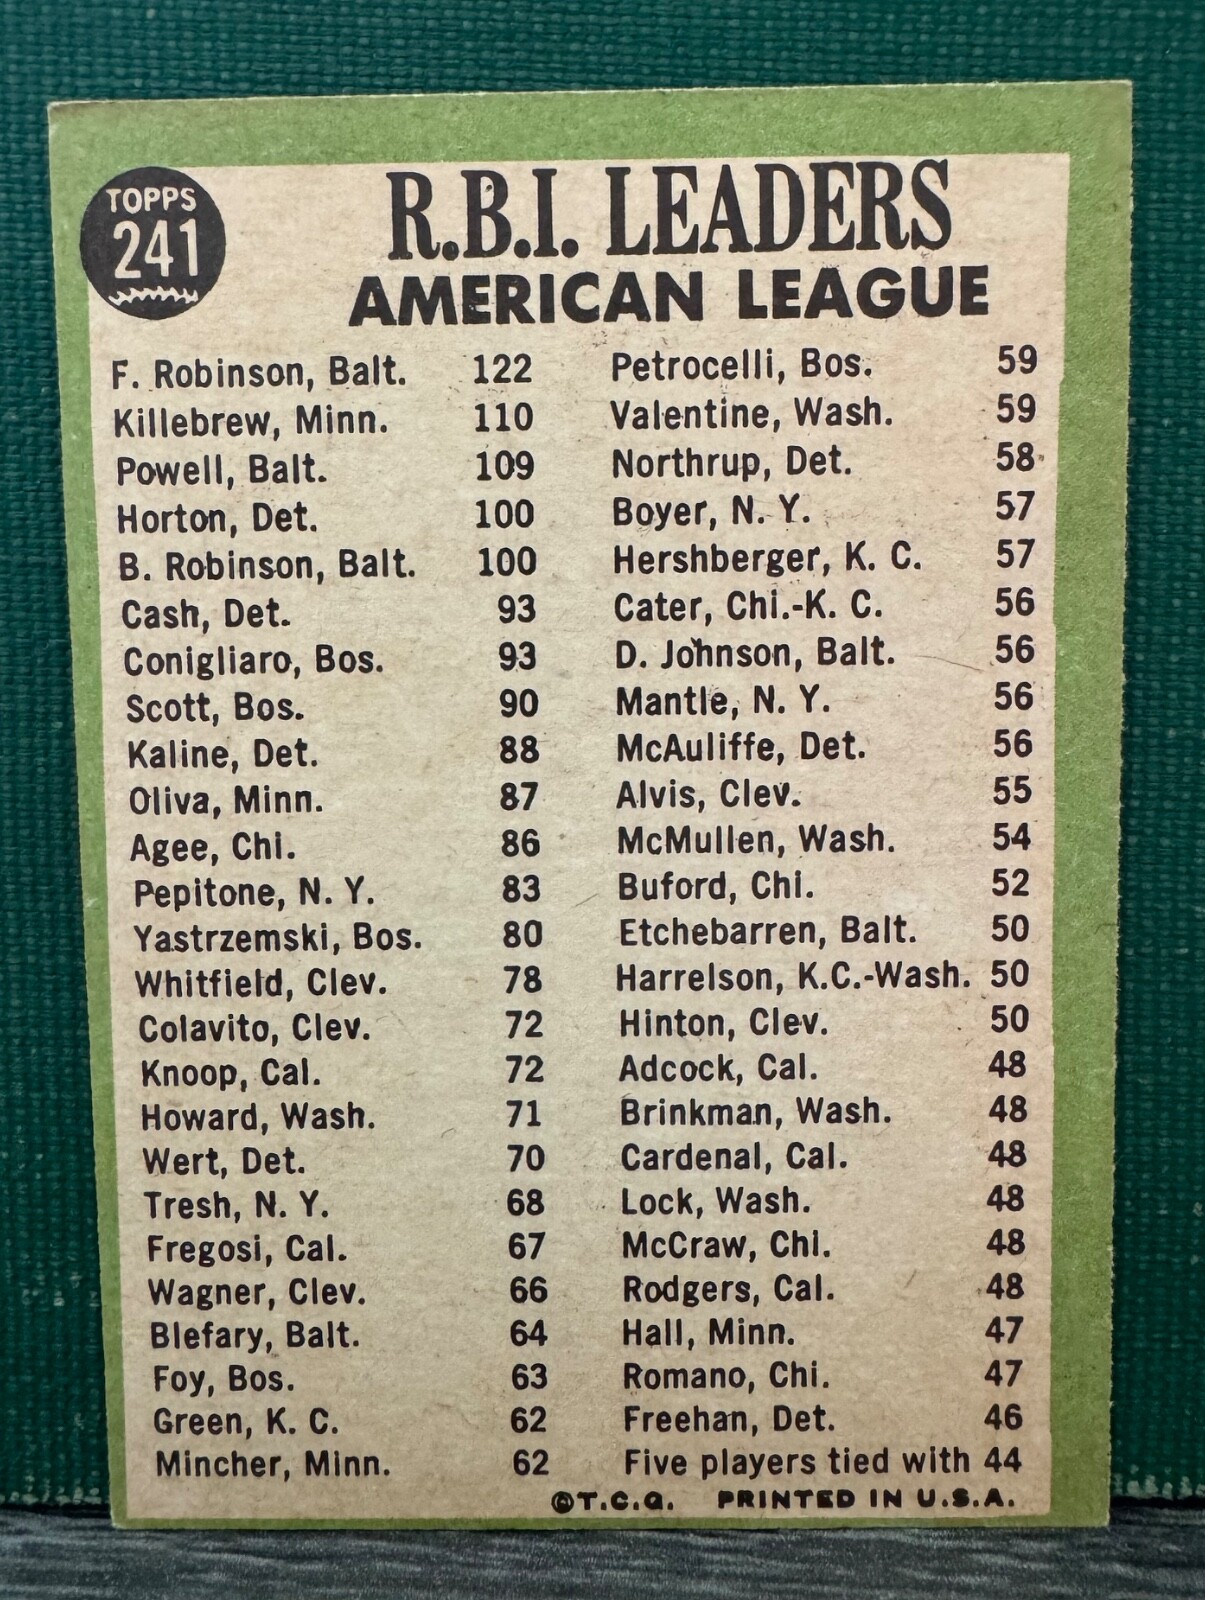 TOPPS
241
R.B.I. LEADERS
AMERICAN LEAGUE
F. Robinson, Balt. 122
Killebrew, Minn. 110
Powell, Balt. 109
Horton, Det. 100
B. Robinson, Balt. 100
Cash, Det. 93
Conigliaro, Bos. 93
Scott, Bos. 90
Kaline, Det. 88
Oliva, Minn. 87
Agee, Chi. 86
Pepitone, N. Y. 83
Yastrzemski, Bos. 80
Whitfield, Clev. 78
Colavito, Clev. 72
Knoop, Cal. 72
Howard, Wash. 71
Wert, Det. 70
Tresh, N. Y. 68
Fregosi, Cal. 67
Wagner, Clev. 66
Blefary, Balt. 64
Foy, Bos. 63
Green, K. C. 62
Mincher, Minn. 62
Petrocelli, Bos. 59
Valentine, Wash. 59
Northrup, Det. 58
Boyer, N. Y. 57
Hershberger, K. C. 57
Cater, Chi.-K. C. 56
D. Johnson, Balt. 56
Mantle, N. Y. 56
McAuliffe, Det. 56
Alvis, Clev. 55
McMullen, Wash. 54
Buford, Chi. 52
Etchebarren, Balt. 50
Harrelson, K.C.-Wash. 50
Hinton, Clev. 50
Adcock, Cal. 48
Brinkman, Wash. 48
Cardenal, Cal. 48
Lock, Wash. 48
McCraw, Chi. 48
Rodgers, Cal. 48
Hall, Minn. 47
Romano, Chi. 47
Freehan, Det. 46
Five players tied with 44
©T.C.G. PRINTED IN U.S.A.